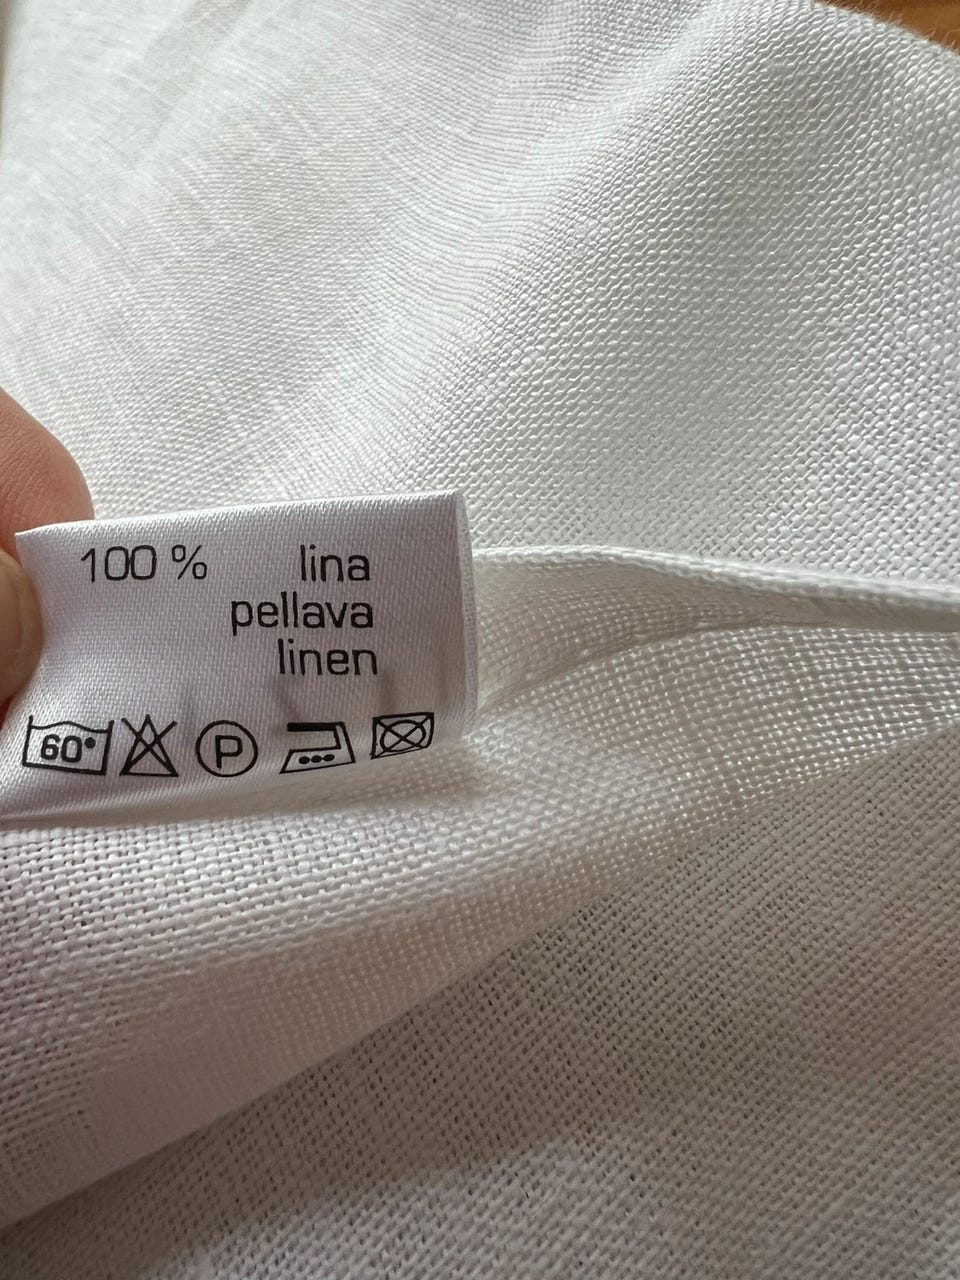 100 % lina
pellava
linen
60° P